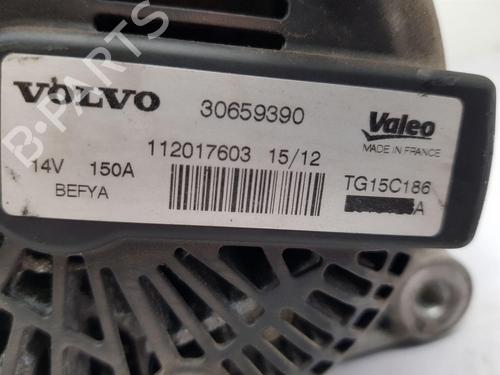 VOLVO 30659390 Valeo
MADE IN FRANCE
112017603 15/12
14V 150A TG15C186
BEFYA
B-PARTS